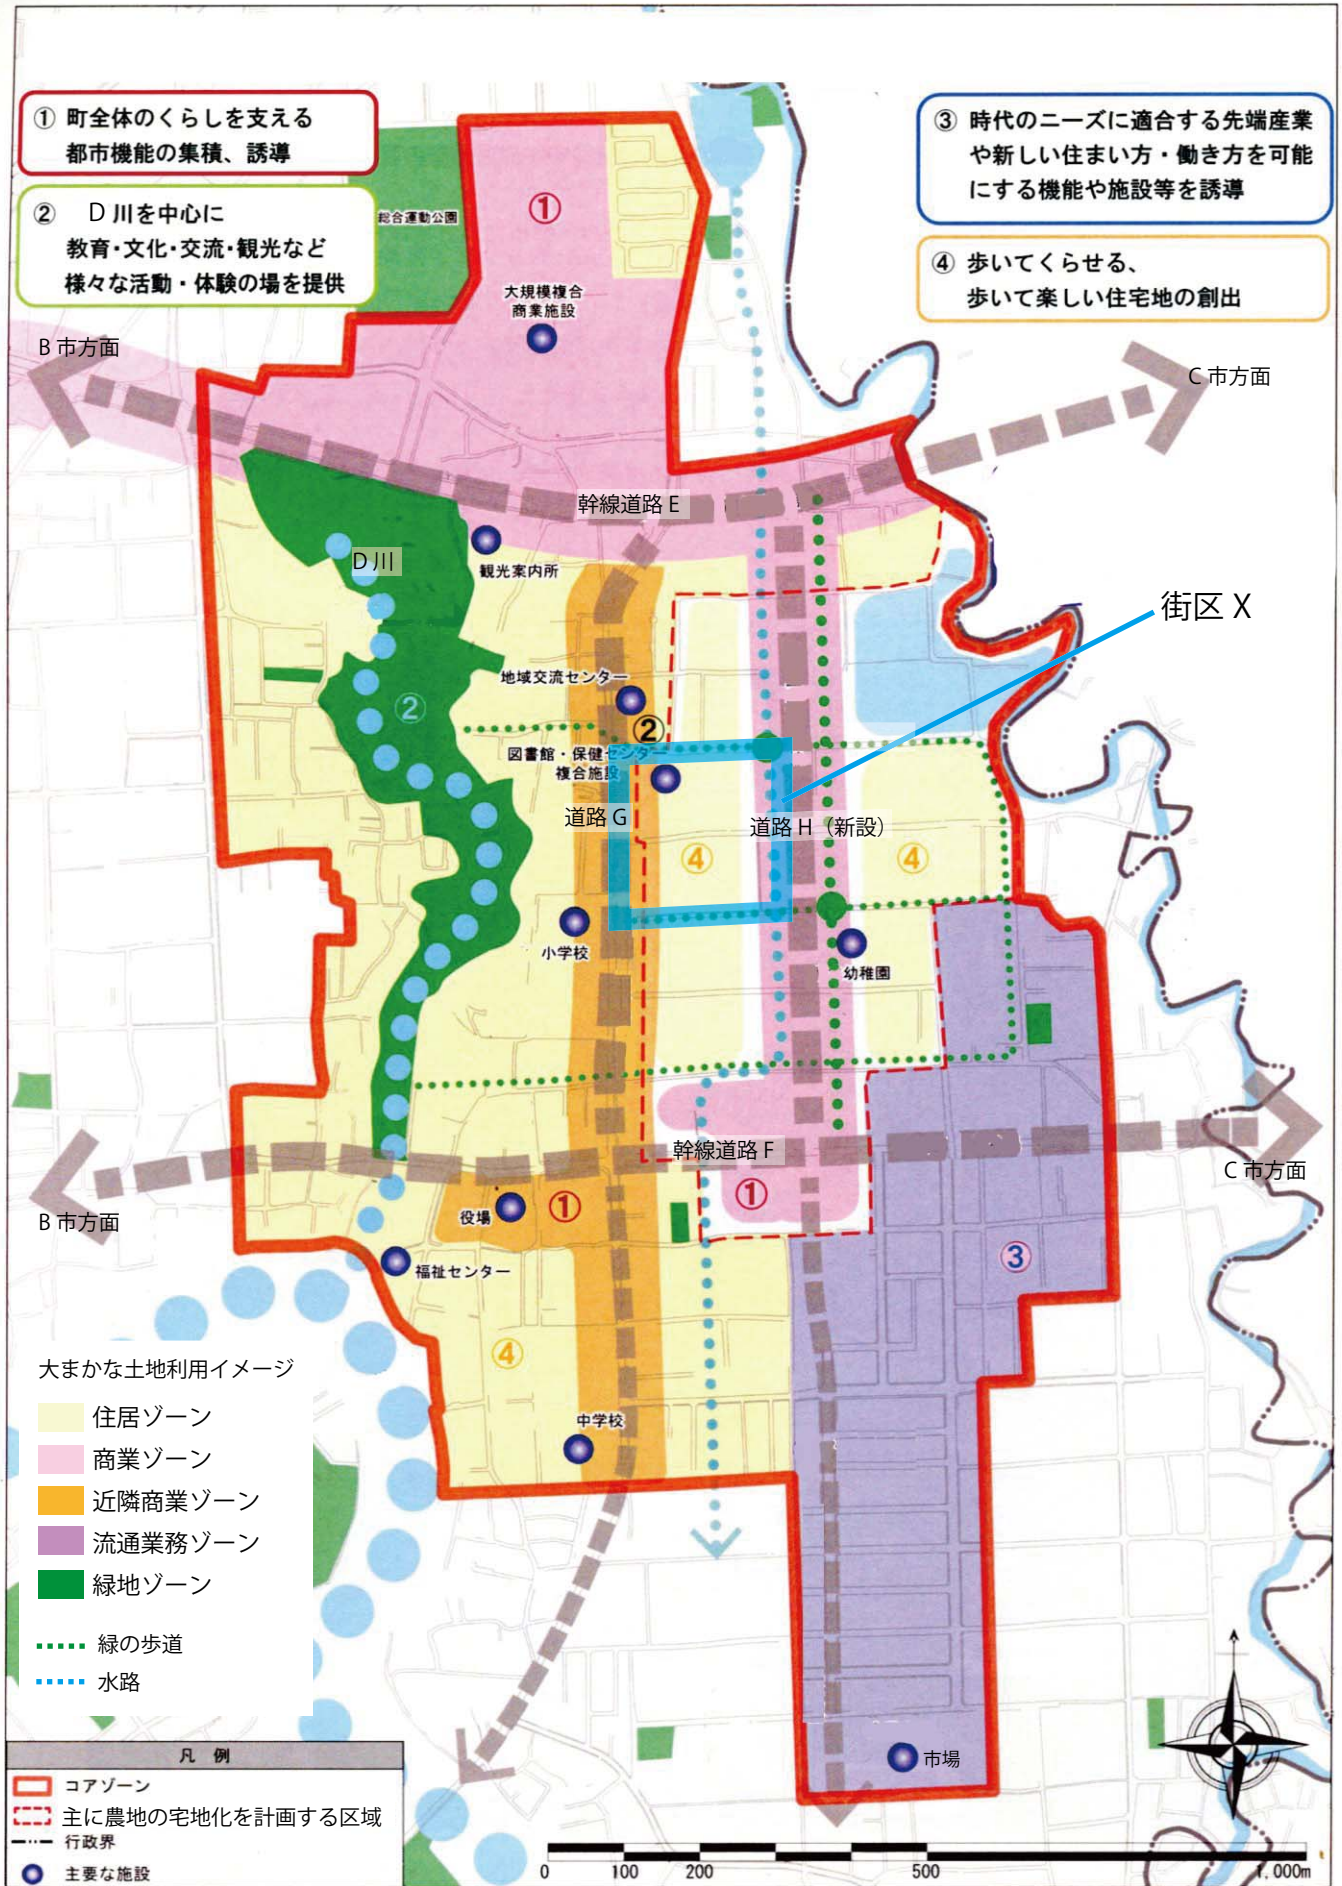 ① 町全体のくらしを支える
都市機能の集積、誘導
② D 川を中心に
教育・文化・交流・観光など
様々な活動・体験の場を提供
③ 時代のニーズに適合する先端産業
や新しい住まい方・働き方を可能
にする機能や施設等を誘導
④ 歩いてくらせる、
歩いて楽しい住宅地の創出
総合運動公園
①
大規模複合
商業施設
B 市方面
C 市方面
幹線道路 E
D 川
観光案内所
街区 X
地域交流センター
②
②
図書館・保健センター
複合施設
道路 G
道路 H（新設）
④
④
小学校
幼稚園
幹線道路 F
C 市方面
B 市方面
役場
①
①
福祉センター
③
④
中学校
大まかな土地利用イメージ
住居ゾーン
商業ゾーン
近隣商業ゾーン
流通業務ゾーン
緑地ゾーン
緑の歩道
水路
市場
凡 例
コアゾーン
主に農地の宅地化を計画する区域
行政界
主要な施設
0 100 200 500 1,000m